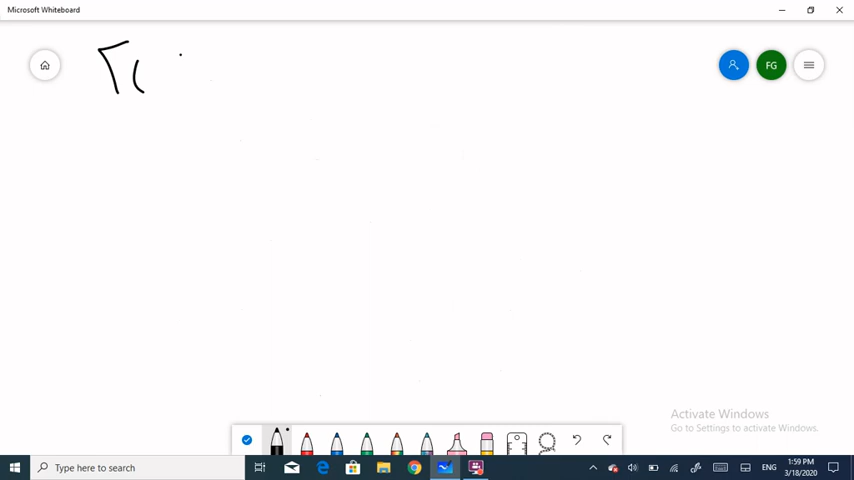 Microsoft Whiteboard
Γ(
FG
Activate Windows
Go to Settings to activate Windows.
Type here to search
ENG
1:59 PM
3/18/2020